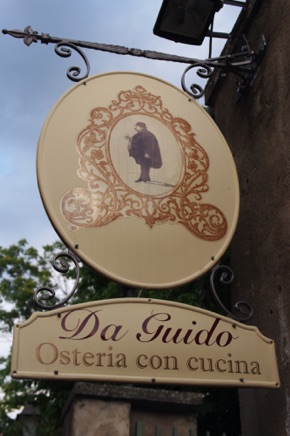 Da Guido
Osteria con cucina